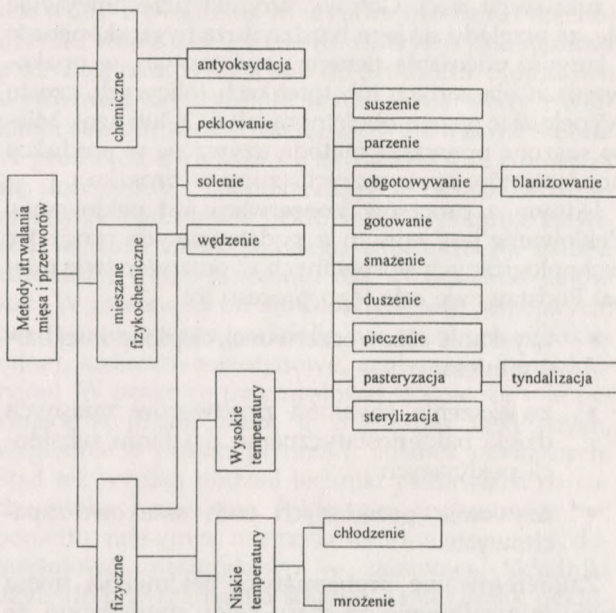 Metody utrwalania
mięsa i przetworów
chemiczne
mieszane
fizykochemiczne
fizyczne
antyoksydacja
peklowanie
solenie
wędzenie
Wysokie
temperatury
Niskie
temperatury
suszenie
parzenie
obgotowywanie
gotowanie
smażenie
duszenie
pieczenie
pasteryzacja
sterylizacja
blanizowanie
tyndalizacja
chłodzenie
mrożenie